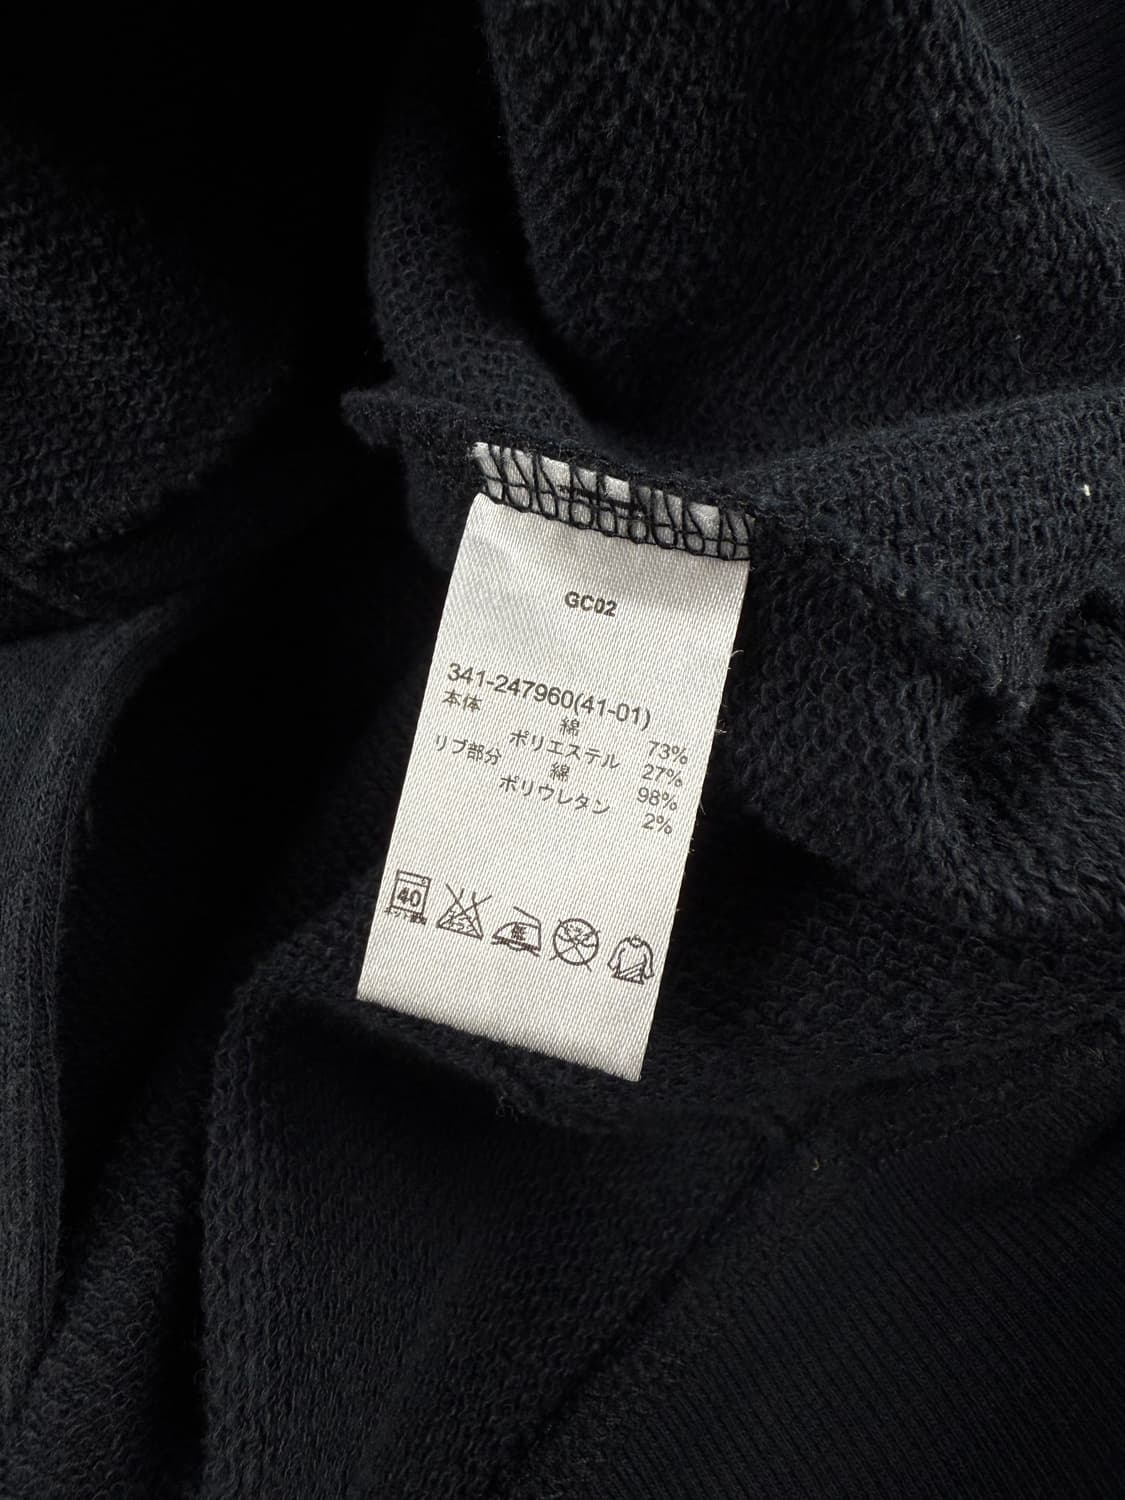 GC02
341-247960(41-01)
本体 綿 73%
ポリエステル 27%
リブ部分 綿 98%
ポリウレタン 2%
40